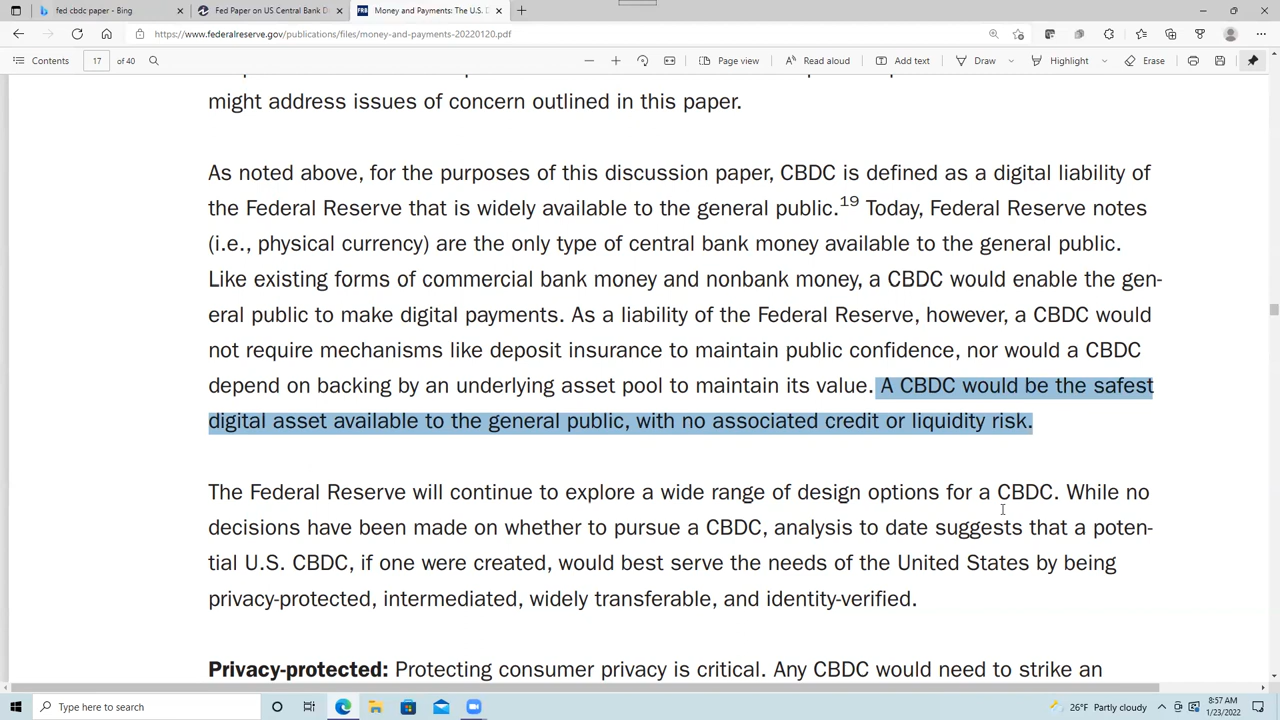 fed cbdc paper - Bing
Fed Paper on US Central Bank D
Money and Payments: The U.S. D
https://www.federalreserve.gov/publications/files/money-and-payments-20220120.pdf
Contents 17 of 40 Page view Read aloud Add text Draw Highlight Erase
might address issues of concern outlined in this paper.
As noted above, for the purposes of this discussion paper, CBDC is defined as a digital liability of
the Federal Reserve that is widely available to the general public.19 Today, Federal Reserve notes
(i.e., physical currency) are the only type of central bank money available to the general public.
Like existing forms of commercial bank money and nonbank money, a CBDC would enable the gen-
eral public to make digital payments. As a liability of the Federal Reserve, however, a CBDC would
not require mechanisms like deposit insurance to maintain public confidence, nor would a CBDC
depend on backing by an underlying asset pool to maintain its value. A CBDC would be the safest
digital asset available to the general public, with no associated credit or liquidity risk.
The Federal Reserve will continue to explore a wide range of design options for a CBDC. While no
decisions have been made on whether to pursue a CBDC, analysis to date suggests that a poten-
tial U.S. CBDC, if one were created, would best serve the needs of the United States by being
privacy-protected, intermediated, widely transferable, and identity-verified.
Privacy-protected: Protecting consumer privacy is critical. Any CBDC would need to strike an
Type here to search
26°F Partly cloudy
8:57 AM
1/23/2022